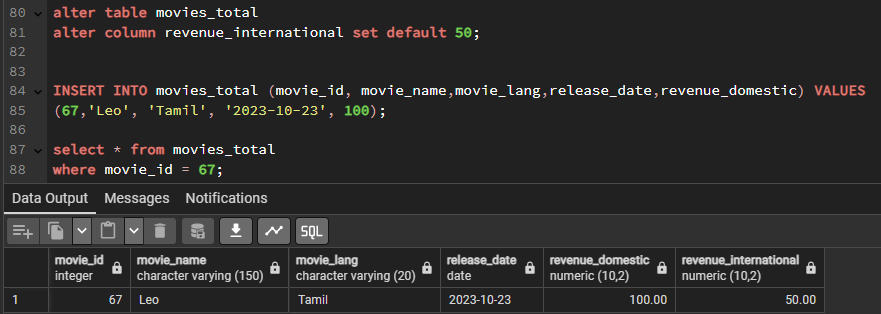 80 alter table movies_total
81 alter column revenue_international set default 50;
82
83
84 INSERT INTO movies_total (movie_id, movie_name,movie_lang,release_date,revenue_domestic) VALUES
85 (67,'Leo', 'Tamil', '2023-10-23', 100);
86
87 select * from movies_total
88 where movie_id = 67;
Data Output Messages Notifications
SQL
movie_id movie_name movie_lang release_date revenue_domestic revenue_international
integer character varying (150) character varying (20) date numeric (10,2) numeric (10,2)
1 67 Leo Tamil 2023-10-23 100.00 50.00